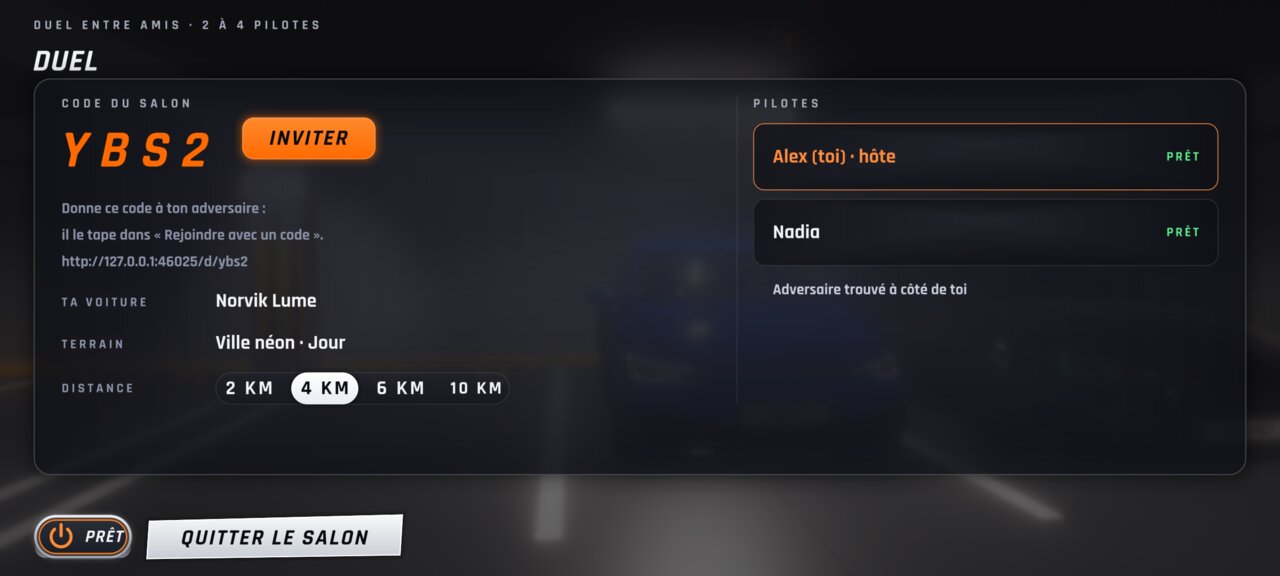 DUEL ENTRE AMIS · 2 À 4 PILOTES
DUEL
CODE DU SALON
YBS2
INVITER
Donne ce code à ton adversaire :
il le tape dans « Rejoindre avec un code ».
http://127.0.0.1:46025/d/ybs2
TA VOITURE Norvik Lume
TERRAIN Ville néon · Jour
DISTANCE 2 KM 4 KM 6 KM 10 KM
PILOTES
Alex (toi) · hôte PRÊT
Nadia PRÊT
Adversaire trouvé à côté de toi
PRÊT QUITTER LE SALON